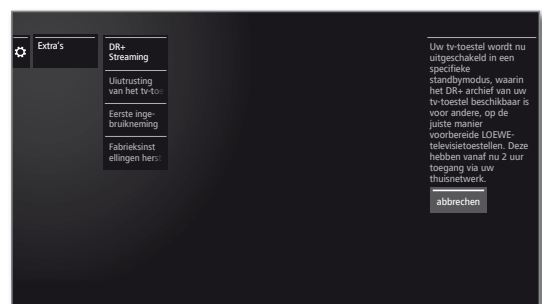 Extra's
DR+
Streaming
Uiutrusting
van het tv-toe
Eerste inge-
bruikneming
Fabrieksinst
ellingen herst
Uw tv-toestel wordt nu
uitgeschakeld in een
specifieke
standbymodus, waarin
het DR+ archief van uw
tv-toestel beschikbaar is
voor andere, op de
juiste manier
voorbereide LOEWE-
televisietoestellen. Deze
hebben vanaf nu 2 uur
toegang via uw
thuisnetwerk.
abbrechen